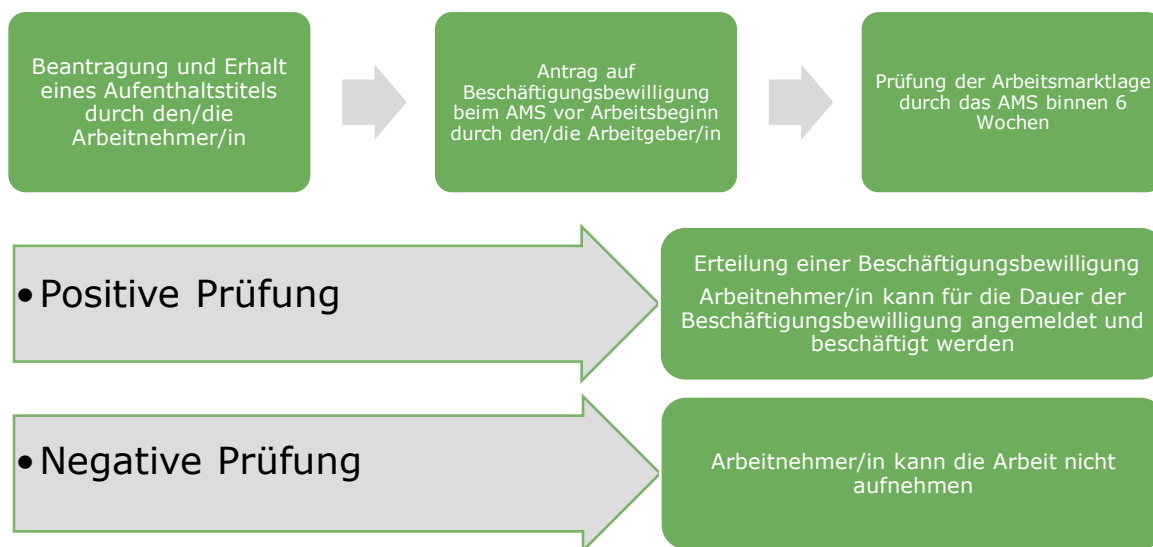 Beantragung und Erhalt
eines Aufenthaltstitels
durch den/die
Arbeitnehmer/in
Antrag auf
Beschäftigungsbewilligung
beim AMS vor Arbeitsbeginn
durch den/die Arbeitgeber/in
Prüfung der Arbeitsmarktlage
durch das AMS binnen 6
Wochen
•Positive Prüfung
Erteilung einer Beschäftigungsbewilligung
Arbeitnehmer/in kann für die Dauer der
Beschäftigungsbewilligung angemeldet und
beschäftigt werden
•Negative Prüfung
Arbeitnehmer/in kann die Arbeit nicht
aufnehmen